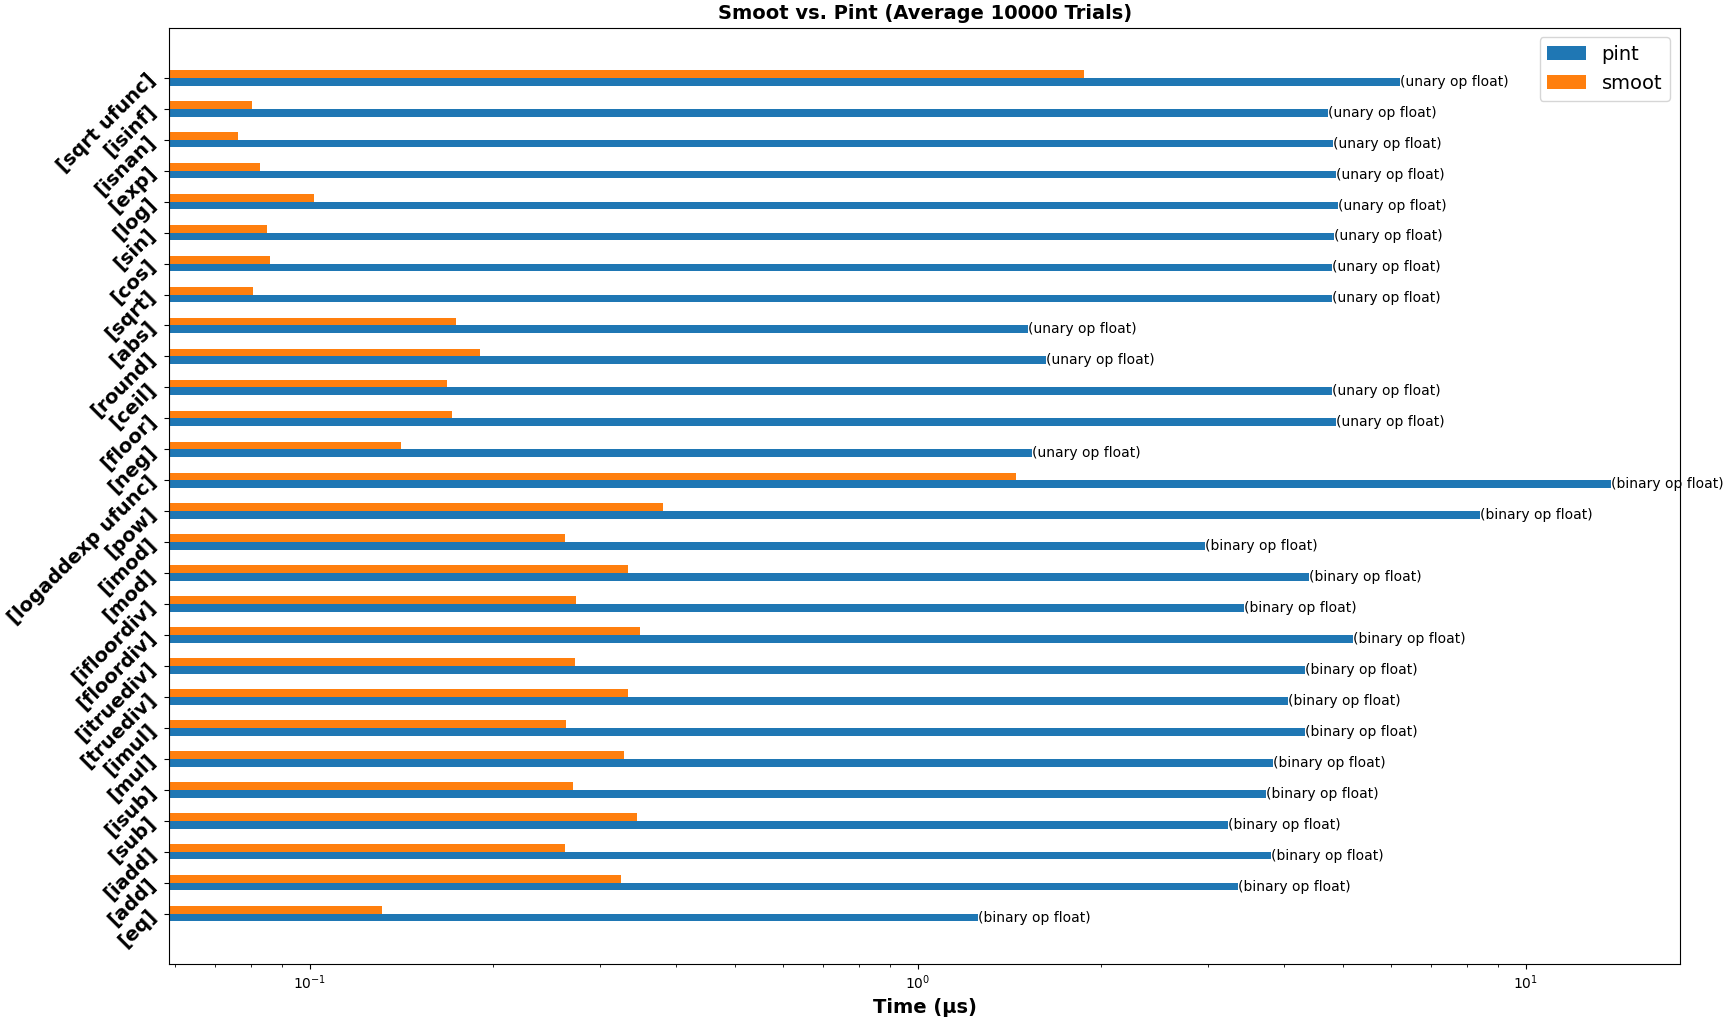 Smoot vs. Pint (Average 10000 Trials)
pint
smoot
[sqrt ufunc] (unary op float)
[isinf] (unary op float)
[isnan] (unary op float)
[exp] (unary op float)
[log] (unary op float)
[sin] (unary op float)
[cos] (unary op float)
[sqrt] (unary op float)
[abs] (unary op float)
[round] (unary op float)
[ceil] (unary op float)
[floor] (unary op float)
[neg] (unary op float)
[logaddexp ufunc] (binary op float)
[pow] (binary op float)
[imod] (binary op float)
[mod] (binary op float)
[ifloordiv] (binary op float)
[floordiv] (binary op float)
[itruediv] (binary op float)
[truediv] (binary op float)
[imul] (binary op float)
[mul] (binary op float)
[isub] (binary op float)
[sub] (binary op float)
[iadd] (binary op float)
[add] (binary op float)
[eq] (binary op float)
10⁻¹ 10⁰ 10¹
Time (µs)